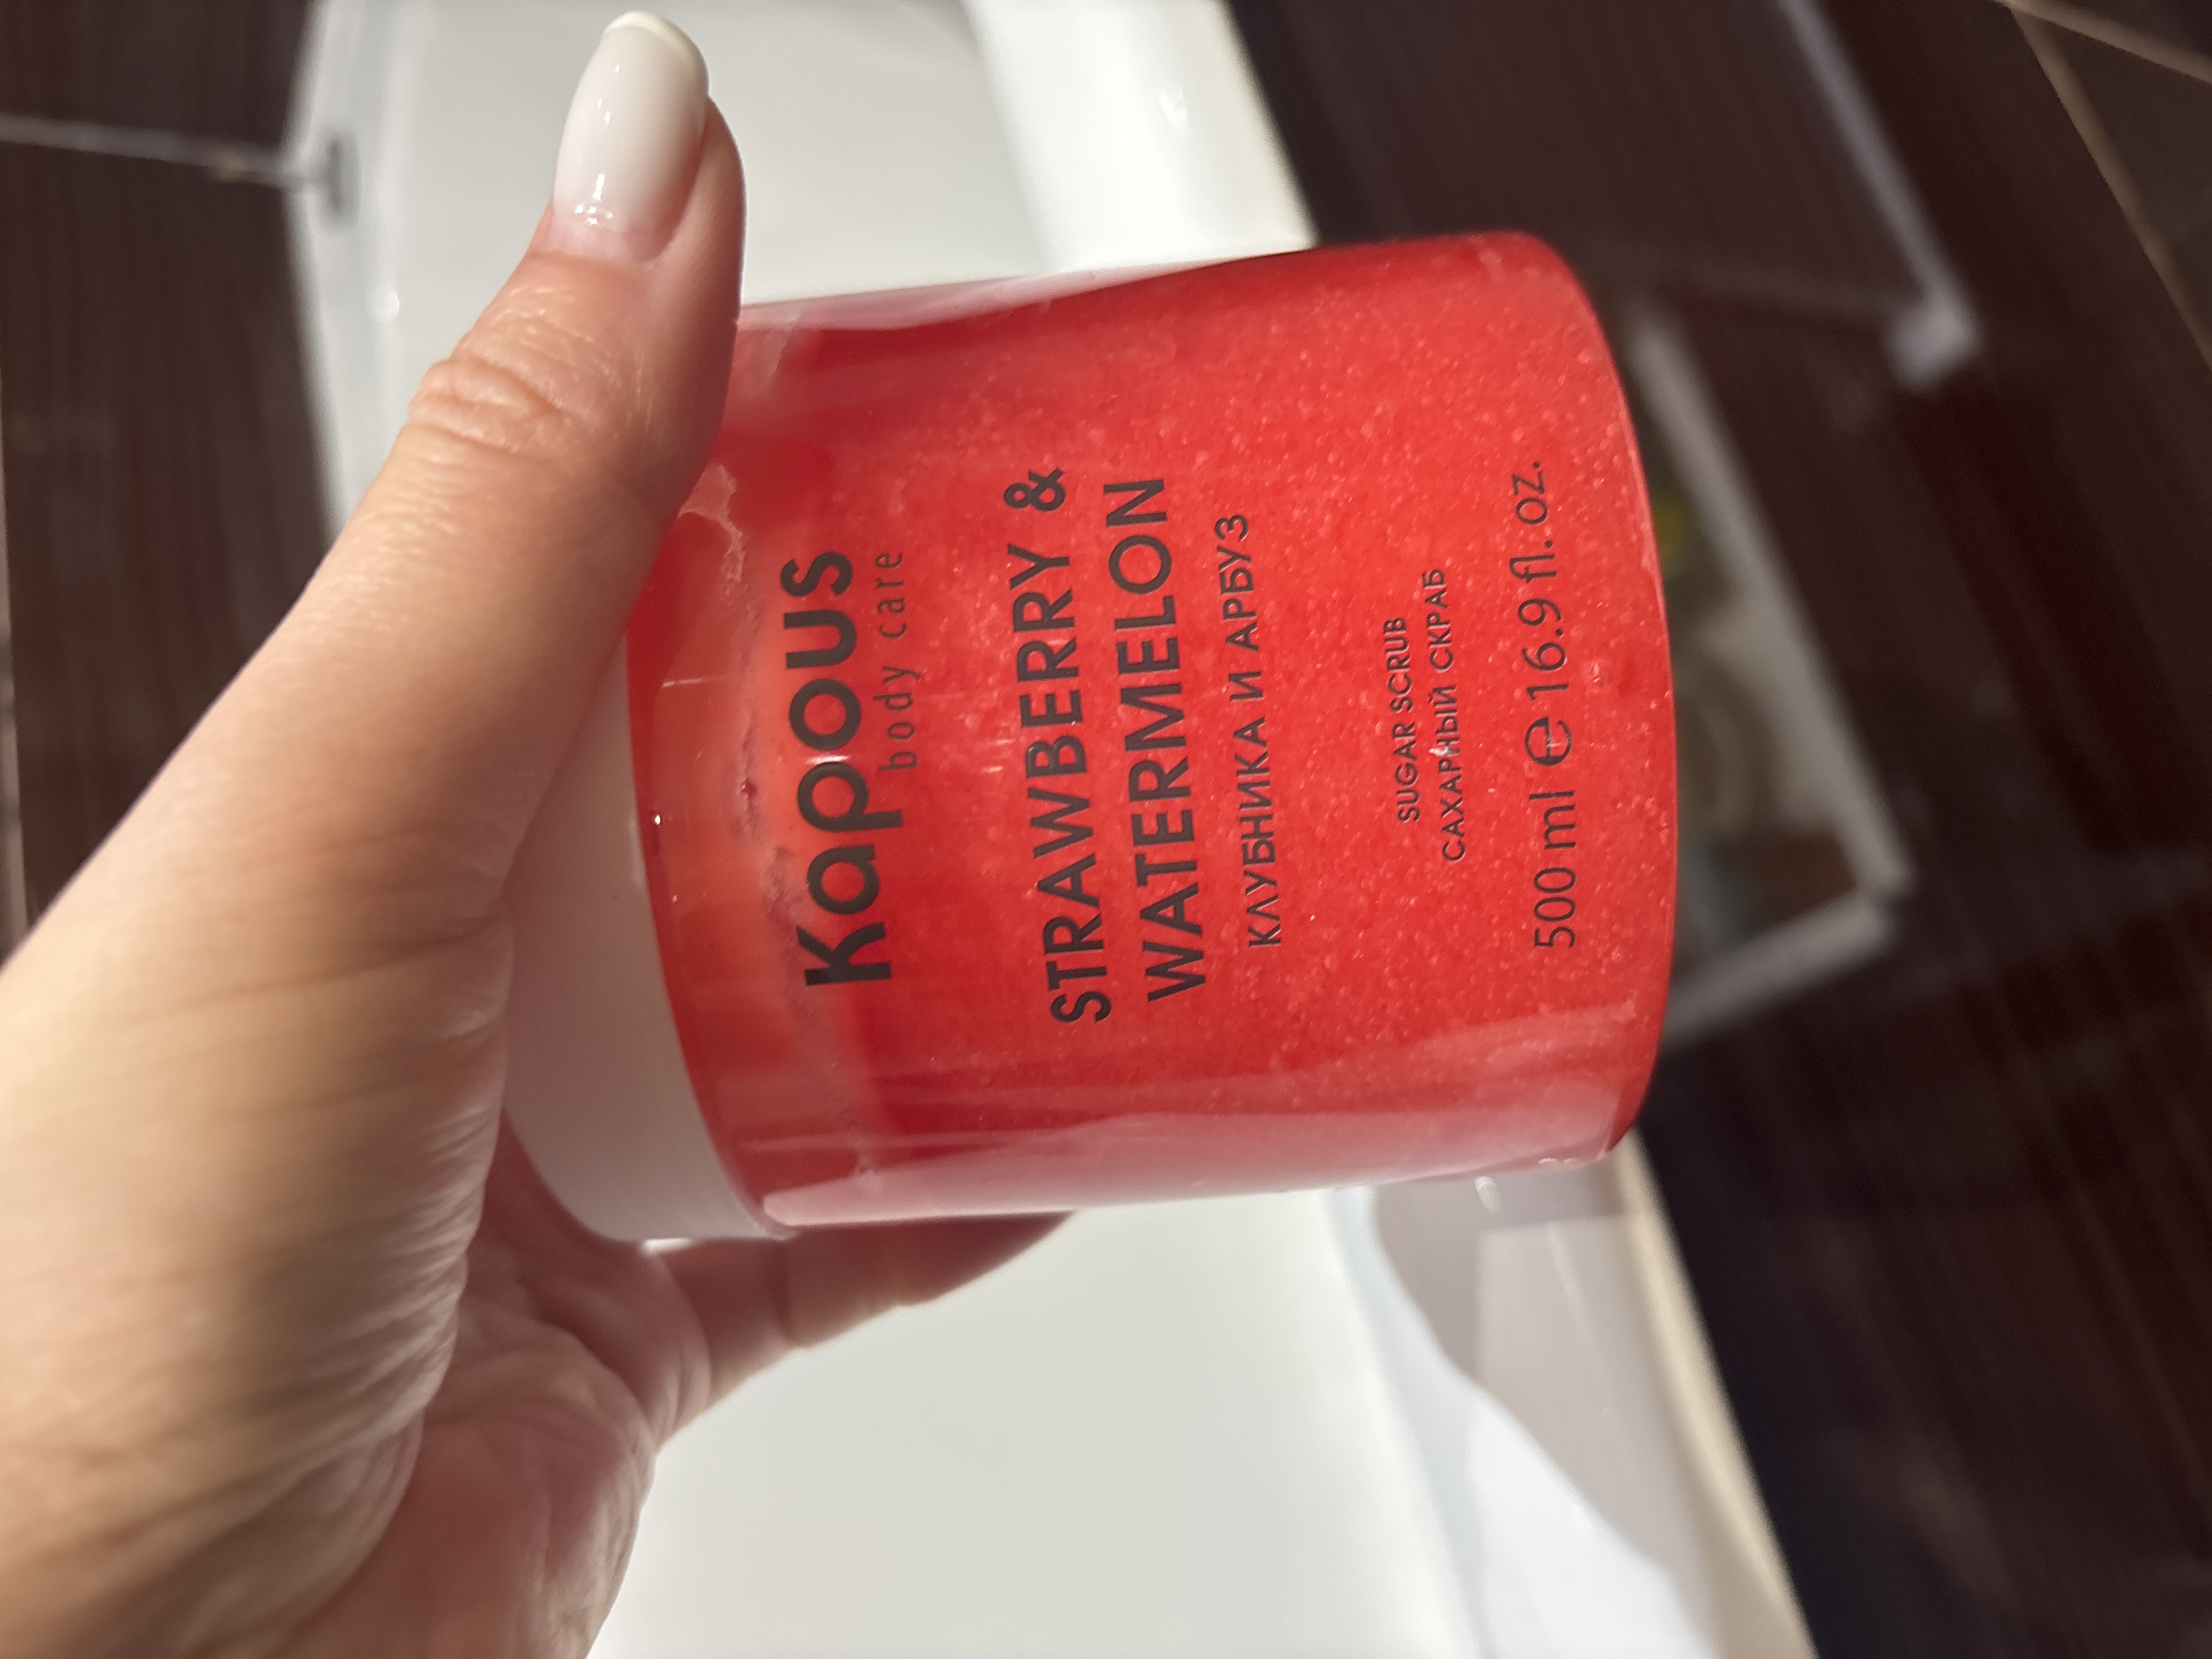 Kapous
body care
STRAWBERRY &
WATERMELON
КЛУБНИКА И АРБУЗ
SUGAR SCRUB
САХАРНЫЙ СКРАБ
500 ml ℮ 16.9 fl. oz.